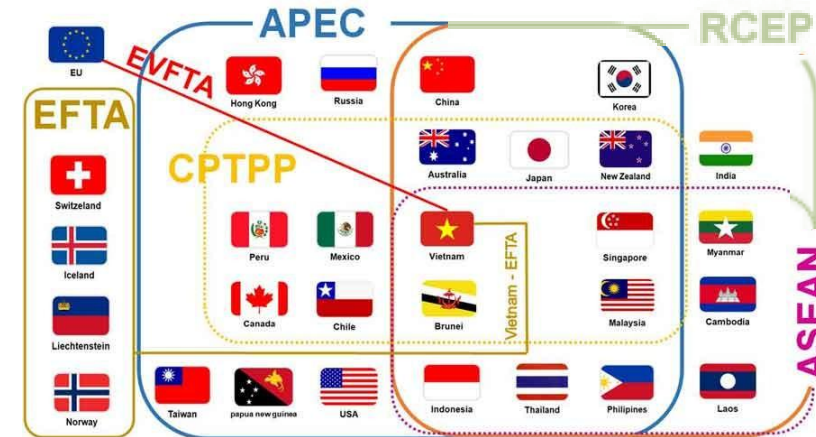 APEC
RCEP
EU
EVFTA
Hong Kong
Russia
China
Korea
EFTA
CPTPP
Australia
Japan
New Zealand
India
Switzeland
Iceland
Peru
Mexico
Vietnam
Singapore
Myanmar
Vietnam - EFTA
ASEAN
Liechtenstein
Canada
Chile
Brunei
Malaysia
Cambodia
Norway
Taiwan
papua new guinea
USA
Indonesia
Thailand
Philipines
Laos